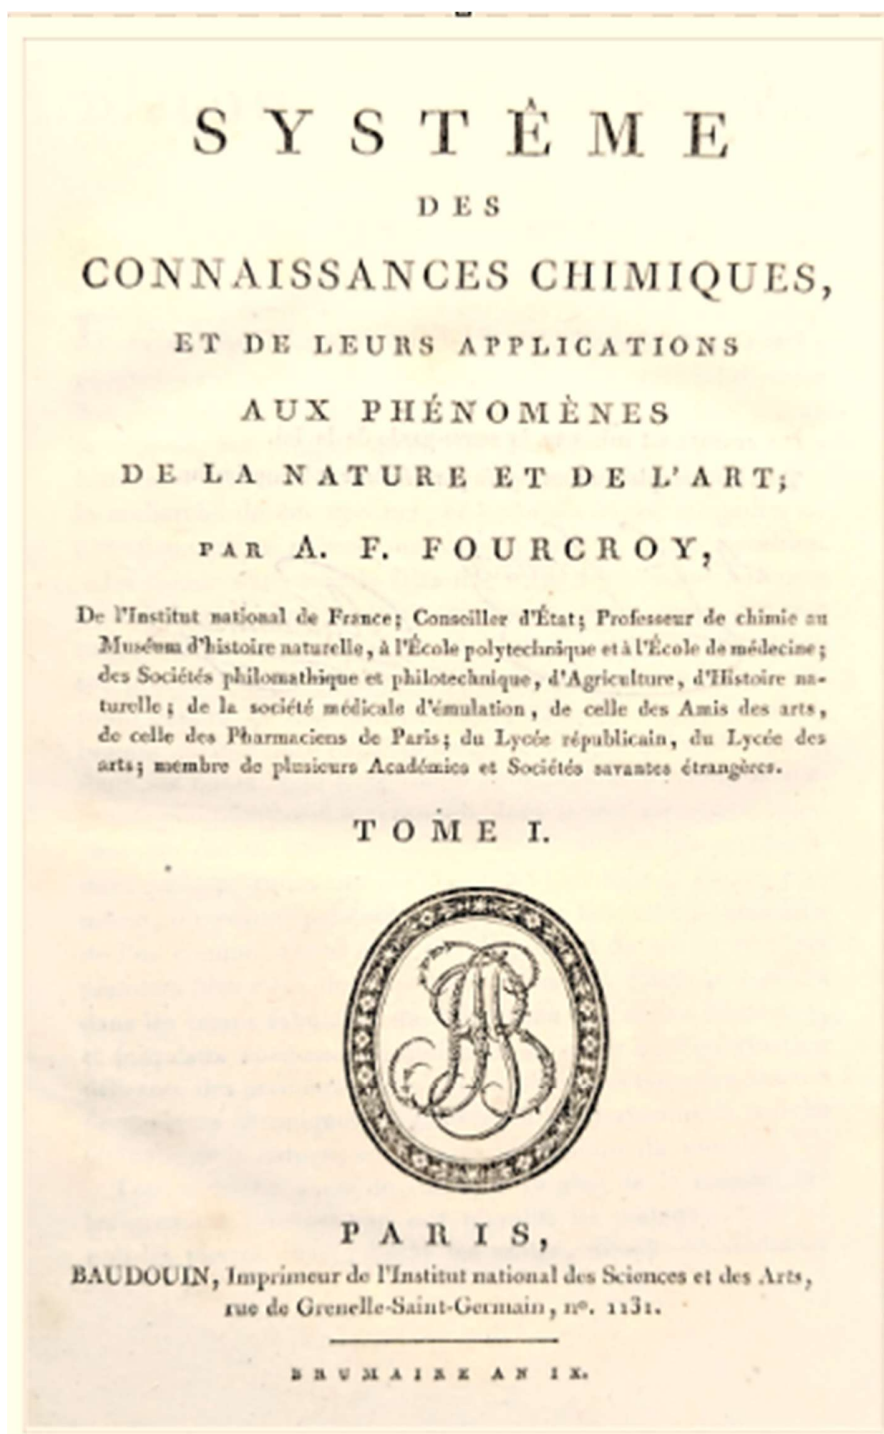 SYSTÊME
DES
CONNAISSANCES CHIMIQUES,
ET DE LEURS APPLICATIONS
AUX PHÉNOMÈNES
DE LA NATURE ET DE L'ART;
PAR A. F. FOURCROY,
De l'Institut national de France; Conseiller d'État; Professeur de chimie au
Muséum d'histoire naturelle, à l'École polytechnique et à l'École de médecine;
des Sociétés philomathique et philotechnique, d'Agriculture, d'Histoire na-
turelle; de la société médicale d'émulation, de celle des Amis des arts,
de celle des Pharmaciens de Paris; du Lycée républicain, du Lycée des
arts; membre de plusieurs Académies et Sociétés savantes étrangères.
TOME I.
AB
PARIS,
BAUDOUIN, Imprimeur de l'Institut national des Sciences et des Arts,
rue de Grenelle-Saint-Germain, nº. 1131.
BRUMAIRE AN IX.